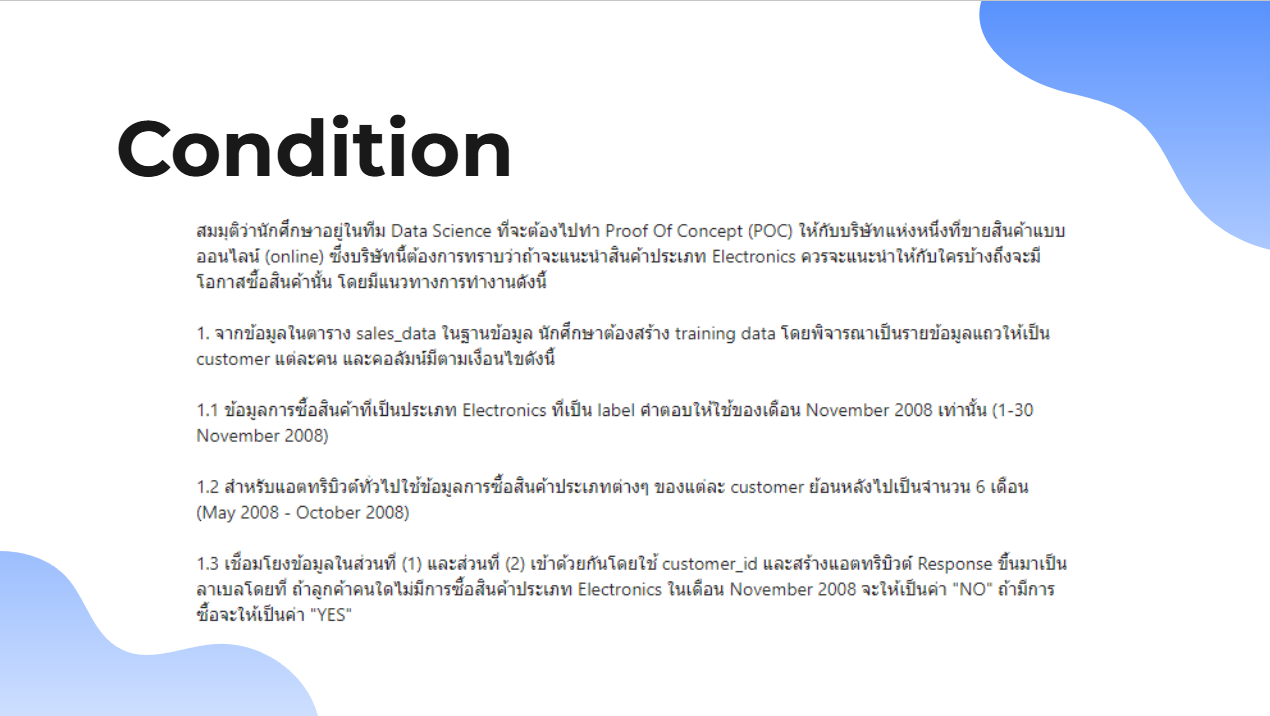 Condition
สมมุติว่านักศึกษาอยู่ในทีม Data Science ที่จะต้องไปทำ Proof Of Concept (POC) ให้กับบริษัทแห่งหนึ่งที่ขายสินค้าแบบ
ออนไลน์ (online) ซึ่งบริษัทนี้ต้องการทราบว่าถ้าจะแนะนำสินค้าประเภท Electronics ควรจะแนะนำให้กับใครบ้างถึงจะมี
โอกาสซื้อสินค้านั้น โดยมีแนวทางการทำงานดังนี้
1. จากข้อมูลในตาราง sales_data ในฐานข้อมูล นักศึกษาต้องสร้าง training data โดยพิจารณาเป็นรายข้อมูลแถวให้เป็น
customer แต่ละคน และคอลัมน์มีตามเงื่อนไขดังนี้
1.1 ข้อมูลการซื้อสินค้าที่เป็นประเภท Electronics ที่เป็น label คำตอบให้ใช้ของเดือน November 2008 เท่านั้น (1-30
November 2008)
1.2 สำหรับแอตทริบิวต์ทั่วไปใช้ข้อมูลการซื้อสินค้าประเภทต่างๆ ของแต่ละ customer ย้อนหลังไปเป็นจำนวน 6 เดือน
(May 2008 - October 2008)
1.3 เชื่อมโยงข้อมูลในส่วนที่ (1) และส่วนที่ (2) เข้าด้วยกันโดยใช้ customer_id และสร้างแอตทริบิวต์ Response ขึ้นมาเป็น
ลาเบลโดยที่ ถ้าลูกค้าคนใดไม่มีการซื้อสินค้าประเภท Electronics ในเดือน November 2008 จะให้เป็นค่า "NO" ถ้ามีการ
ซื้อจะให้เป็นค่า "YES"